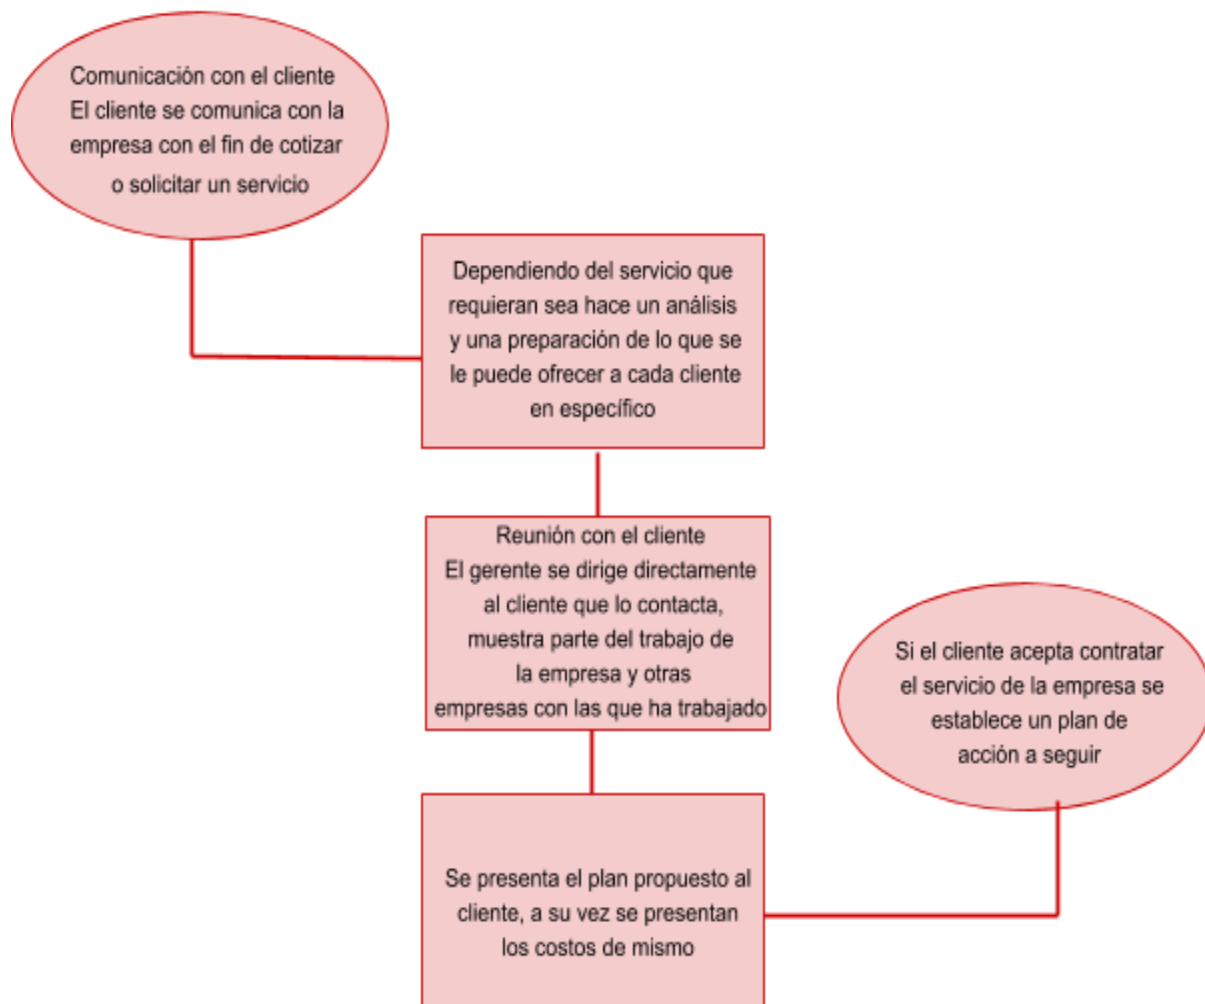 Comunicación con el cliente
El cliente se comunica con la
empresa con el fin de cotizar
o solicitar un servicio
Dependiendo del servicio que
requieran sea hace un análisis
y una preparación de lo que se
le puede ofrecer a cada cliente
en específico
Reunión con el cliente
El gerente se dirige directamente
al cliente que lo contacta,
muestra parte del trabajo de
la empresa y otras
empresas con las que ha trabajado
Se presenta el plan propuesto al
cliente, a su vez se presentan
los costos de mismo
Si el cliente acepta contratar
el servicio de la empresa se
establece un plan de
acción a seguir